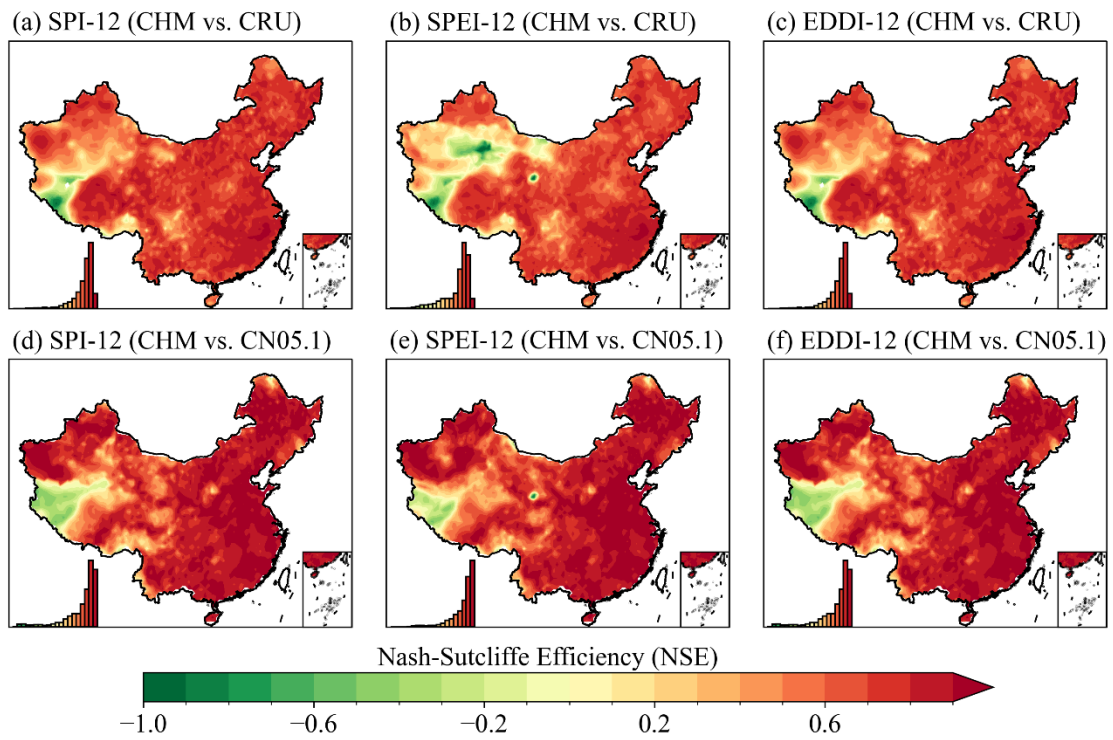 (a) SPI-12 (CHM vs. CRU)
(b) SPEI-12 (CHM vs. CRU)
(c) EDDI-12 (CHM vs. CRU)
(d) SPI-12 (CHM vs. CN05.1)
(e) SPEI-12 (CHM vs. CN05.1)
(f) EDDI-12 (CHM vs. CN05.1)
Nash-Sutcliffe Efficiency (NSE)
−1.0 −0.6 −0.2 0.2 0.6